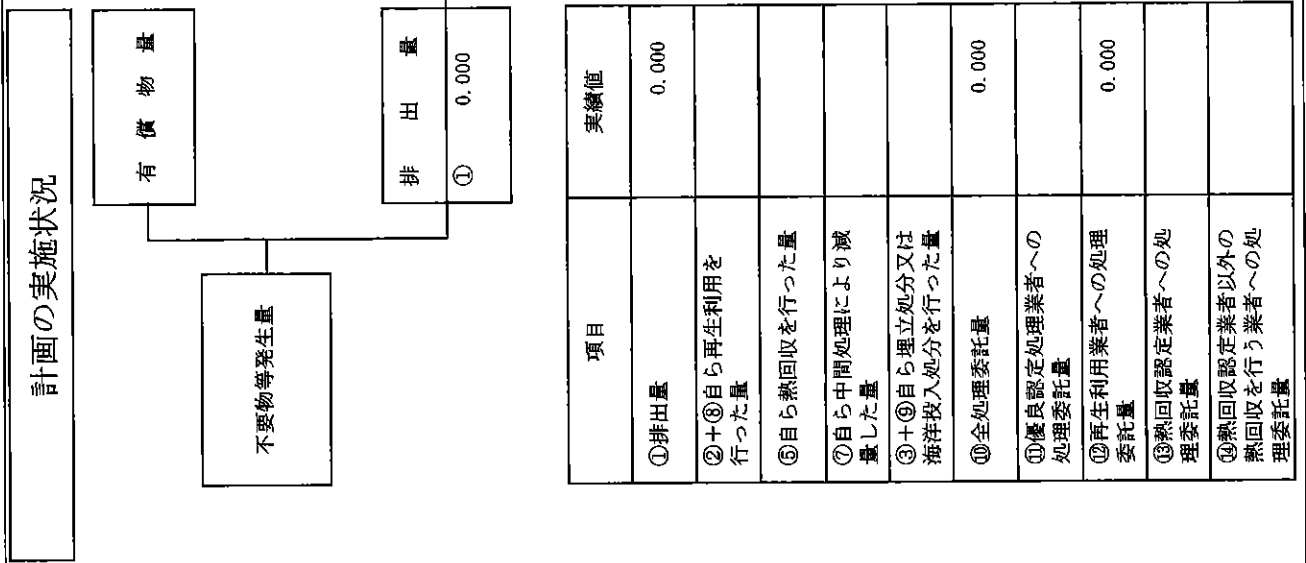 計画の実施状況
有償物量
不要物等発生量
排出量
① 0.000
項目 実績値
①排出量 0.000
②+⑧自ら再生利用を
行った量
⑤自ら熱回収を行った量
⑦自ら中間処理により減
量した量
③+⑨自ら埋立処分又は
海洋投入処分を行った量
⑩全処理委託量 0.000
⑪優良認定処理業者への
処理委託量
⑫再生利用業者への処理
委託量 0.000
⑬熱回収認定業者への処
理委託量
⑭熱回収認定業者以外の
熱回収を行う業者への処
理委託量